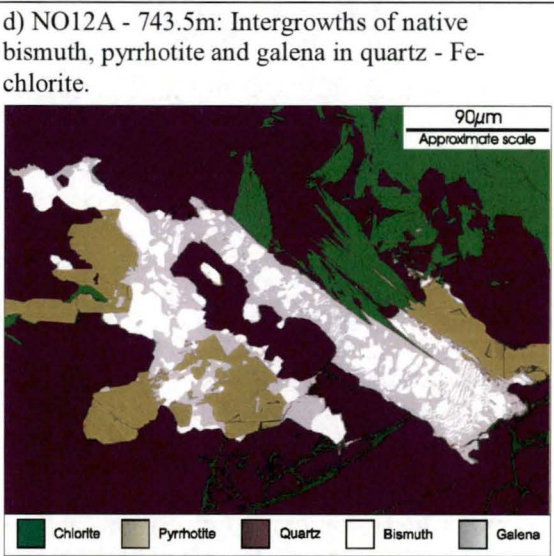 d) NO12A - 743.5m: Intergrowths of native
bismuth, pyrrhotite and galena in quartz - Fe-
chlorite.
90µm
Approximate scale
Chlorite Pyrrhotite Quartz Bismuth Galena